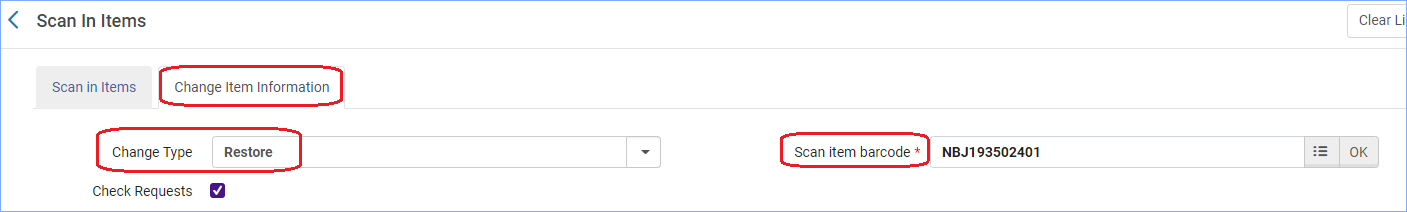 Scan In Items
Clear Li
Scan in Items
Change Item Information
Change Type Restore
Scan item barcode * NBJ193502401
OK
Check Requests